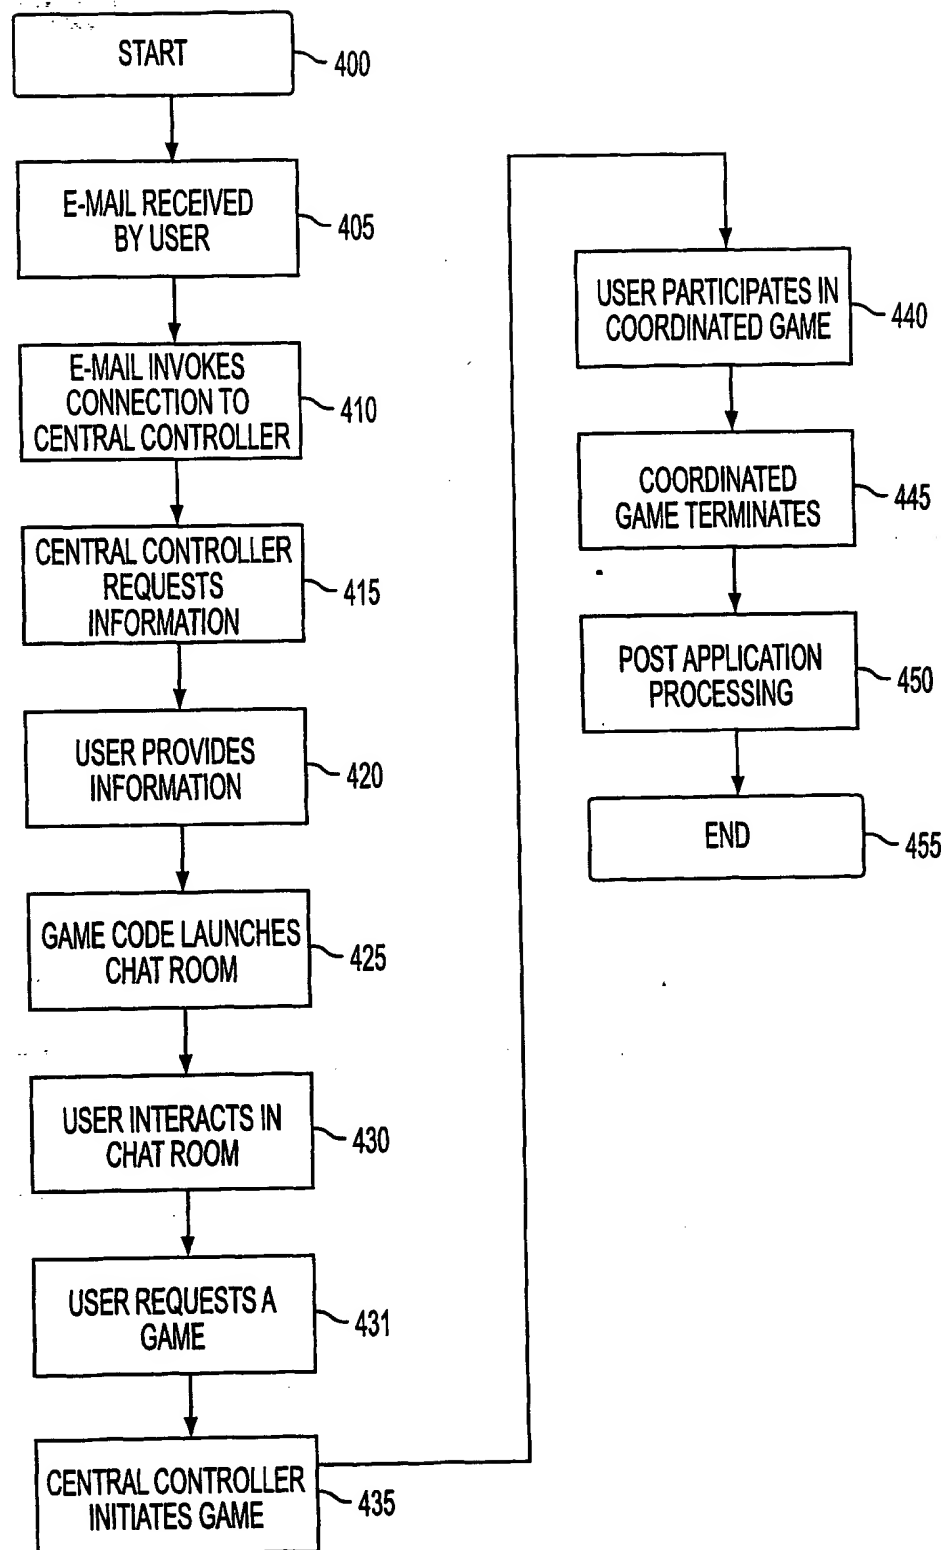 START
400
E-MAIL RECEIVED
BY USER
405
E-MAIL INVOKES
CONNECTION TO
CENTRAL CONTROLLER
410
CENTRAL CONTROLLER
REQUESTS
INFORMATION
415
USER PROVIDES
INFORMATION
420
GAME CODE LAUNCHES
CHAT ROOM
425
USER INTERACTS IN
CHAT ROOM
430
USER REQUESTS A
GAME
431
CENTRAL CONTROLLER
INITIATES GAME
435
USER PARTICIPATES IN
COORDINATED GAME
440
COORDINATED
GAME TERMINATES
445
POST APPLICATION
PROCESSING
450
END
455